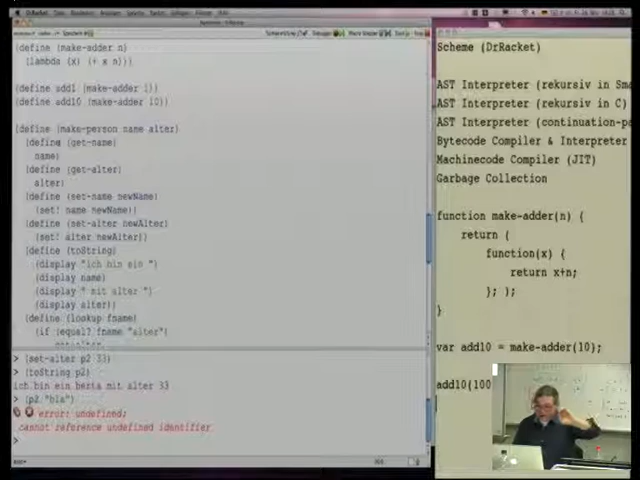 (define (make-adder n)
(lambda (x) (+ x n)))
(define add1 (make-adder 1))
(define add10 (make-adder 10))
(define (make-person name alter)
(define (get-name)
name)
(define (get-alter)
alter)
(define (set-name newName)
(set! name newName))
(define (set-alter newAlter)
(set! alter newAlter))
(define (toString)
(display "ich bin ein ")
(display name)
(display " mit alter ")
(display alter))
(define (lookup fname)
(if (equal? fname "alter")
> (set-alter p2 33)
> (toString p2)
ich bin ein berta mit alter 33
> (p2 "bla")
error: undefined;
cannot reference undefined identifier
>
Scheme (DrRacket)
AST Interpreter (rekursiv in Sma
AST Interpreter (rekursiv in C)
AST Interpreter (continuation-pa
Bytecode Compiler & Interpreter
Machinecode Compiler (JIT)
Garbage Collection
function make-adder(n) {
return (
function(x) {
return x+n;
}; );
}
var add10 = make-adder(10);
add10(100